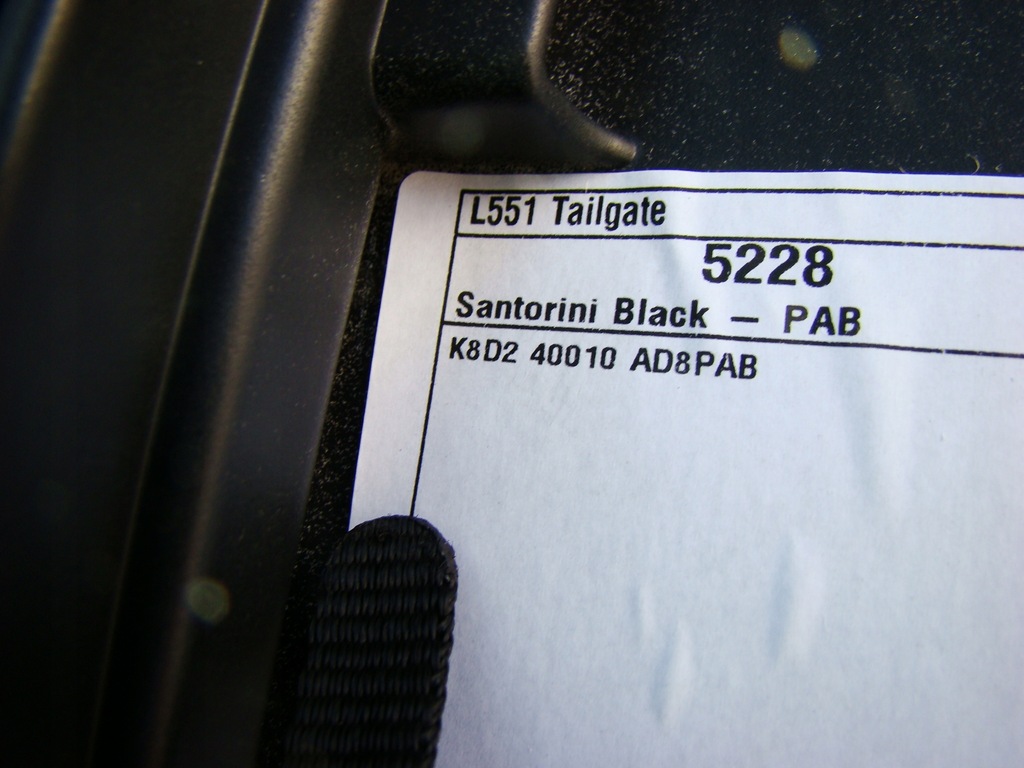 L551 Tailgate
5228
Santorini Black – PAB
K8D2 40010 AD8PAB